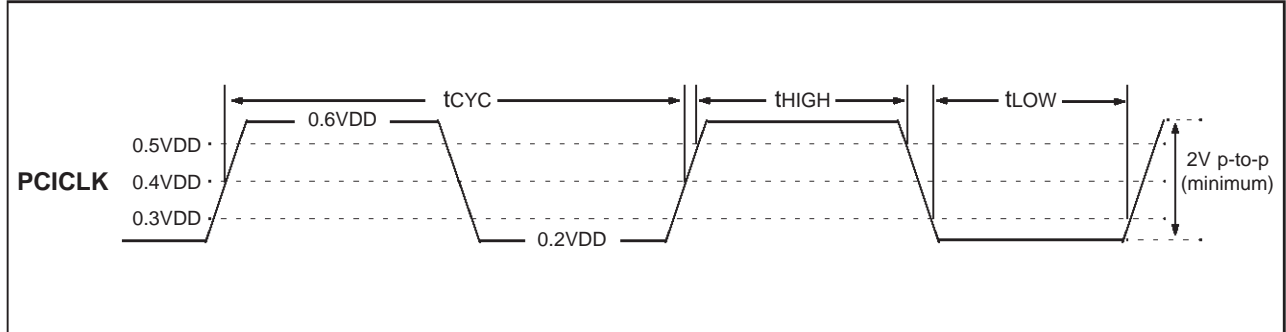 tCYC
tHIGH
tLOW
0.6VDD
0.5VDD
2V p-to-p
(minimum)
PCICLK
0.4VDD
0.3VDD
0.2VDD